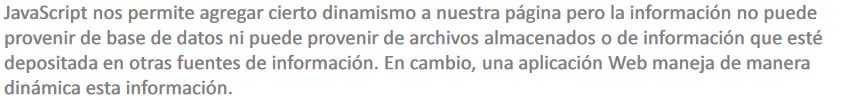 JavaScript nos permite agregar cierto dinamismo a nuestra página pero la información no puede
provenir de base de datos ni puede provenir de archivos almacenados o de información que esté
depositada en otras fuentes de información. En cambio, una aplicación Web maneja de manera
dinámica esta información.